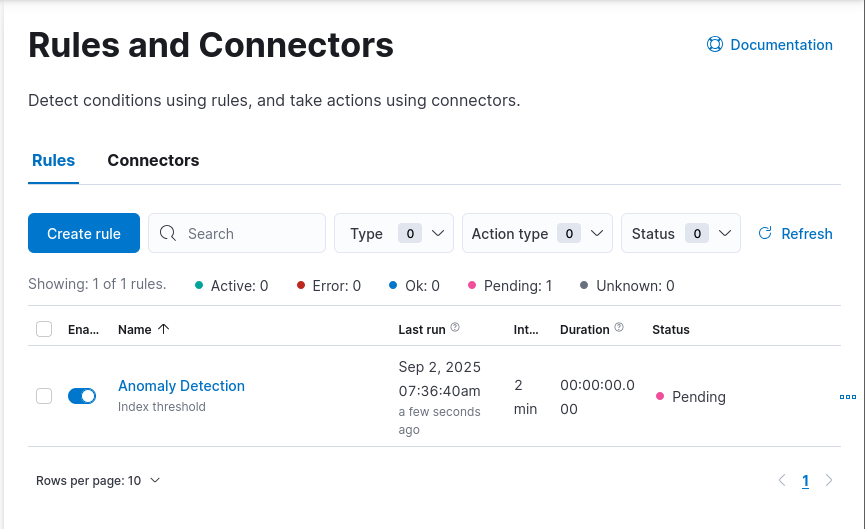 Rules and Connectors
Documentation
Detect conditions using rules, and take actions using connectors.
Rules Connectors
Create rule Search Type 0 Action type 0 Status 0 Refresh
Showing: 1 of 1 rules. Active: 0 Error: 0 Ok: 0 Pending: 1 Unknown: 0
Ena... Name Last run Int... Duration Status
Anomaly Detection
Index threshold
Sep 2, 2025
07:36:40am
a few seconds
ago
2
min
00:00:00.0
00
Pending
Rows per page: 10
1